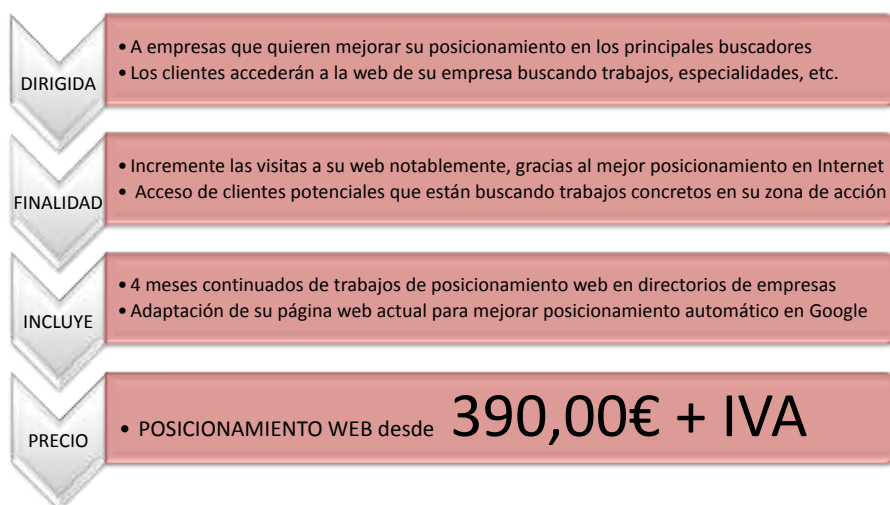 DIRIGIDA
• A empresas que quieren mejorar su posicionamiento en los principales buscadores
• Los clientes accederán a la web de su empresa buscando trabajos, especialidades, etc.
FINALIDAD
• Incremente las visitas a su web notablemente, gracias al mejor posicionamiento en Internet
• Acceso de clientes potenciales que están buscando trabajos concretos en su zona de acción
INCLUYE
• 4 meses continuados de trabajos de posicionamiento web en directorios de empresas
• Adaptación de su página web actual para mejorar posicionamiento automático en Google
PRECIO
• POSICIONAMIENTO WEB desde 390,00€ + IVA